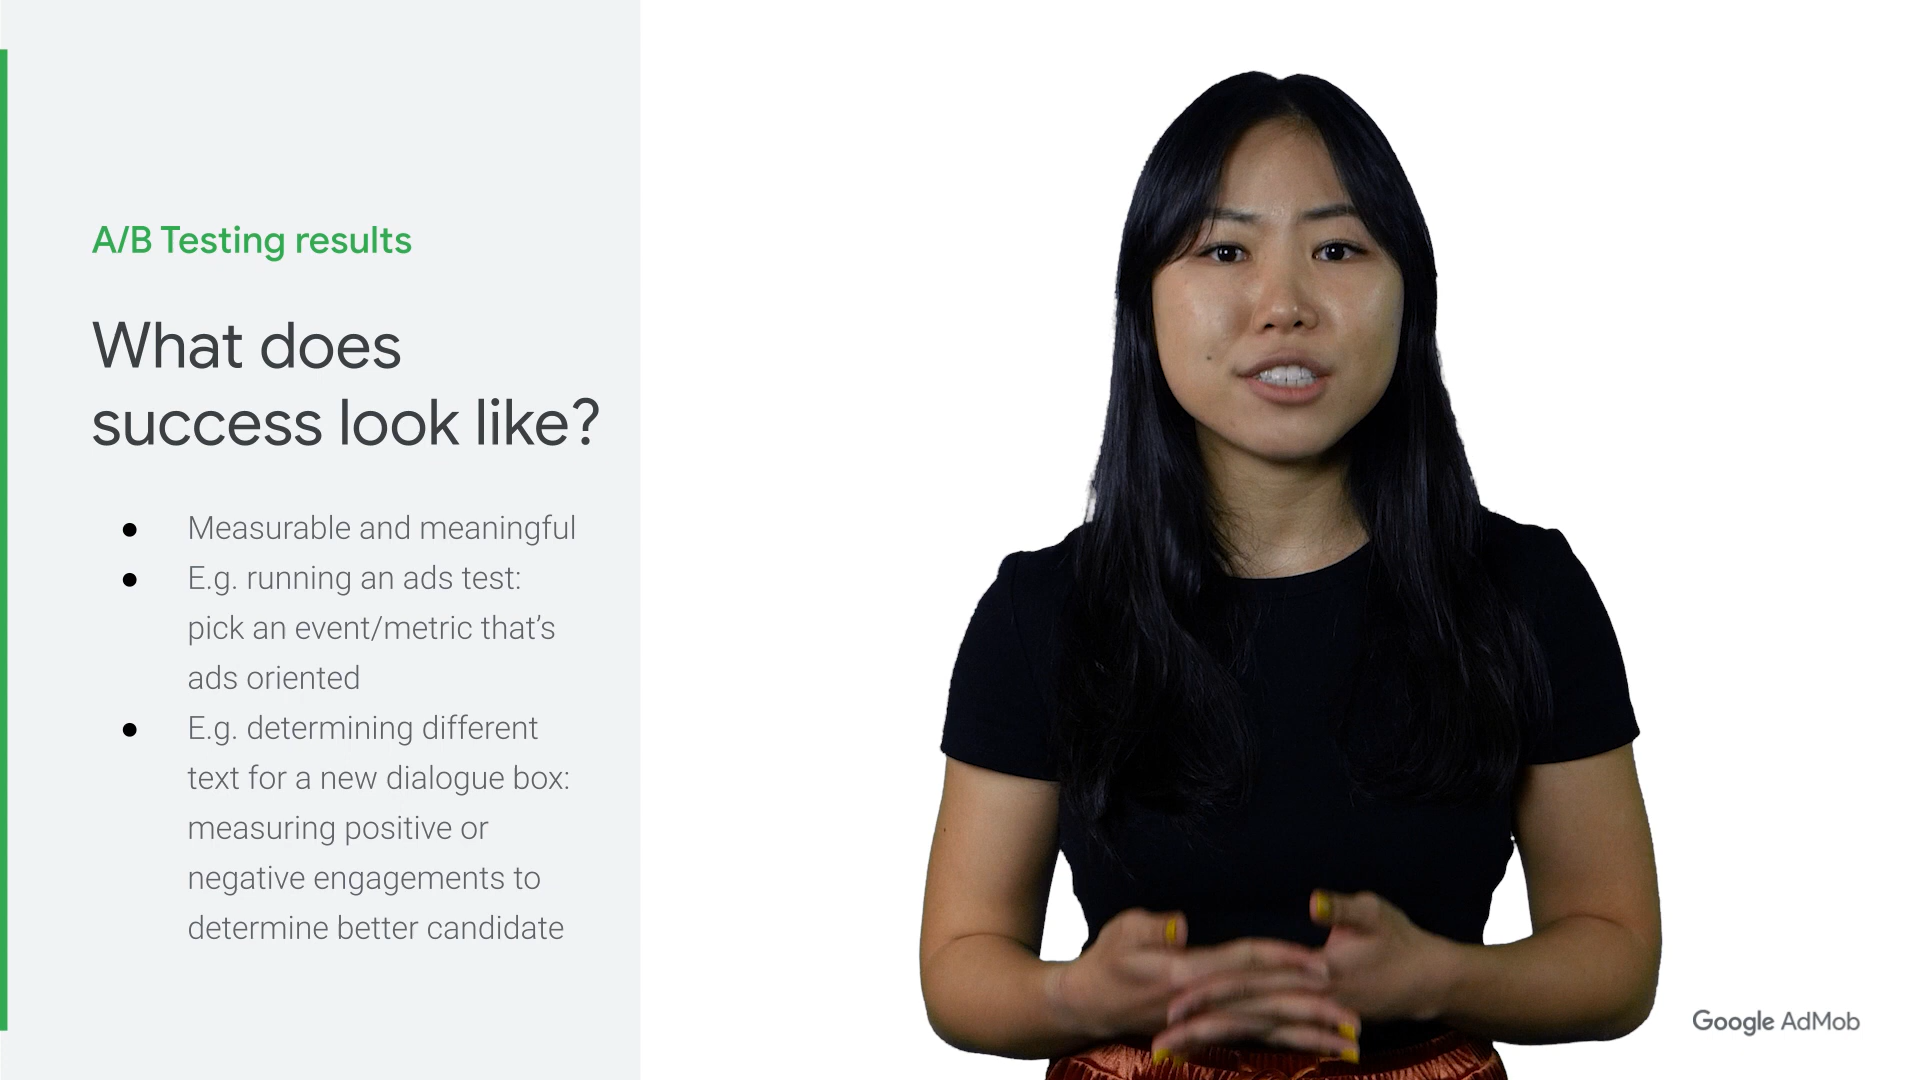 A/B Testing results
What does
success look like?
● Measurable and meaningful
● E.g. running an ads test:
pick an event/metric that’s
ads oriented
● E.g. determining different
text for a new dialogue box:
measuring positive or
negative engagements to
determine better candidate
Google AdMob